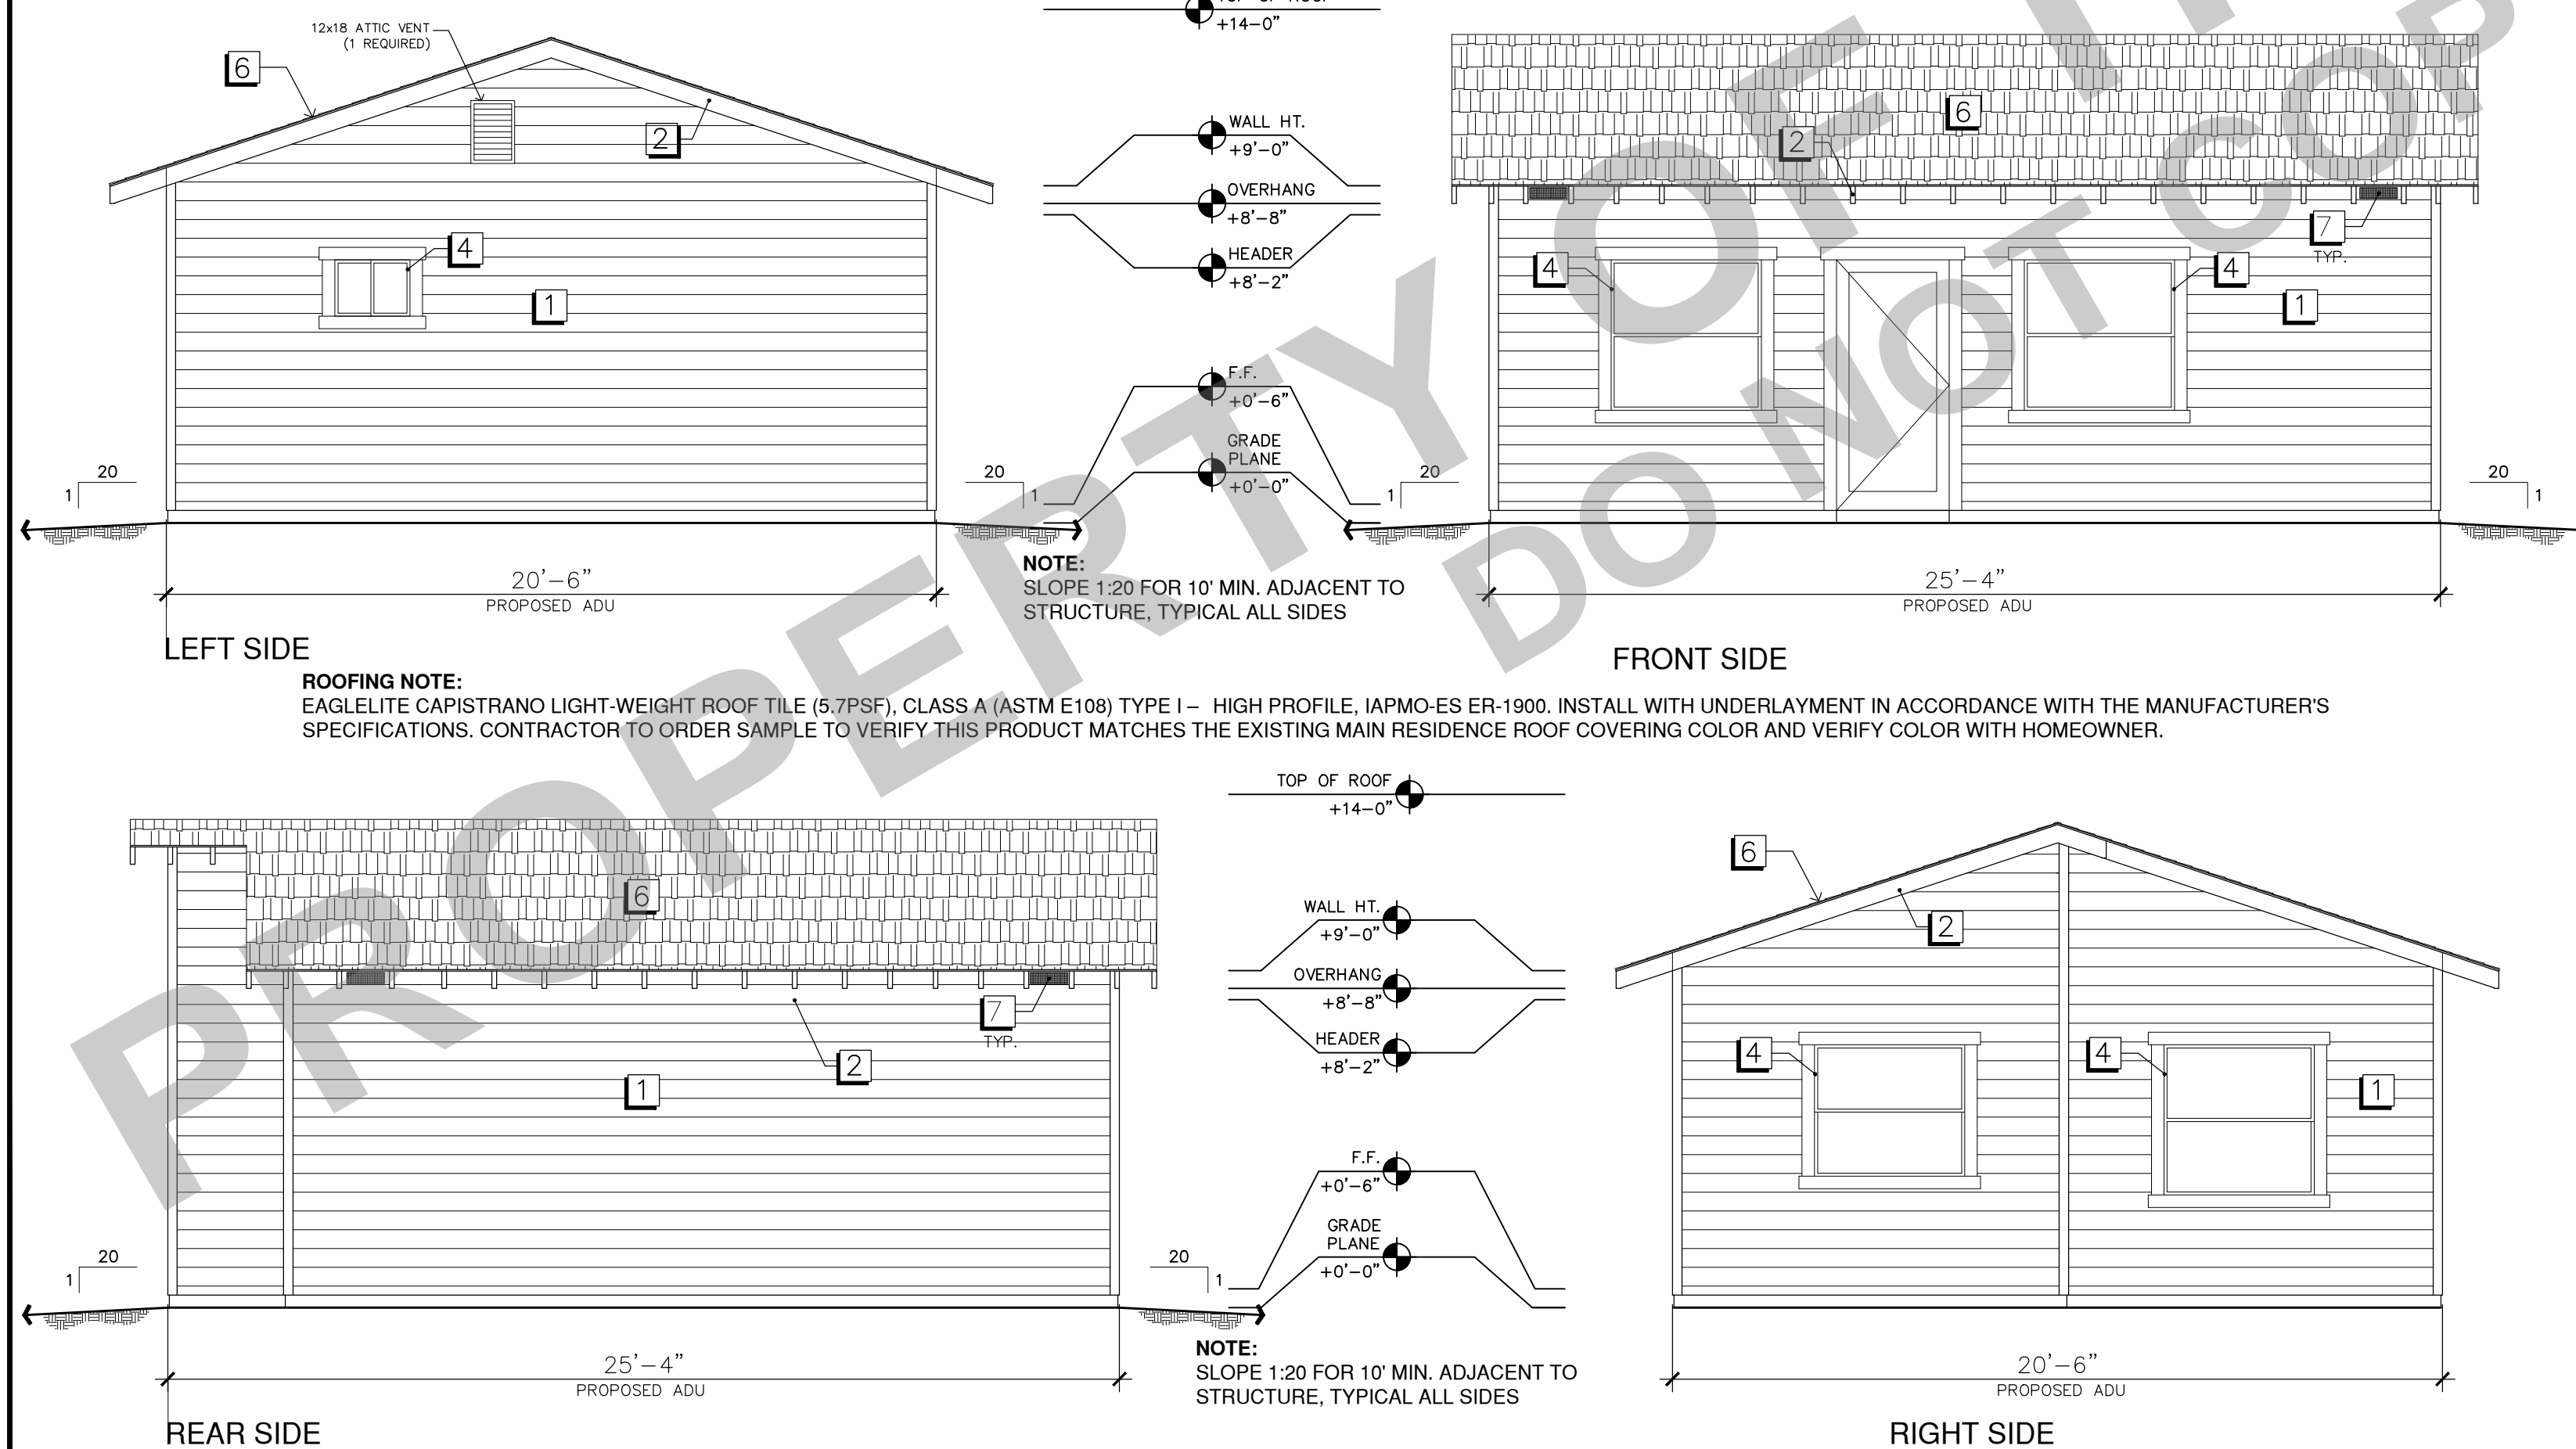 12x18 ATTIC VENT
(1 REQUIRED)
6
2
4
1
20
1
20
1
20'-6"
PROPOSED ADU
LEFT SIDE
TOP OF ROOF
+14-0"
WALL HT.
+9'-0"
OVERHANG
+8'-8"
HEADER
+8'-2"
F.F.
+0'-6"
GRADE
PLANE
+0'-0"
NOTE:
SLOPE 1:20 FOR 10' MIN. ADJACENT TO
STRUCTURE, TYPICAL ALL SIDES
6
2
4
4
7
TYP.
1
20
1
20
1
25'-4"
PROPOSED ADU
FRONT SIDE
ROOFING NOTE:
EAGLELITE CAPISTRANO LIGHT-WEIGHT ROOF TILE (5.7PSF), CLASS A (ASTM E108) TYPE I – HIGH PROFILE, IAPMO-ES ER-1900. INSTALL WITH UNDERLAYMENT IN ACCORDANCE WITH THE MANUFACTURER'S
SPECIFICATIONS. CONTRACTOR TO ORDER SAMPLE TO VERIFY THIS PRODUCT MATCHES THE EXISTING MAIN RESIDENCE ROOF COVERING COLOR AND VERIFY COLOR WITH HOMEOWNER.
6
7
TYP.
2
1
20
1
20
1
25'-4"
PROPOSED ADU
REAR SIDE
TOP OF ROOF
+14-0"
WALL HT.
+9'-0"
OVERHANG
+8'-8"
HEADER
+8'-2"
F.F.
+0'-6"
GRADE
PLANE
+0'-0"
NOTE:
SLOPE 1:20 FOR 10' MIN. ADJACENT TO
STRUCTURE, TYPICAL ALL SIDES
6
2
4
4
1
20'-6"
PROPOSED ADU
RIGHT SIDE
PROPERTY OF
DO NOT COP